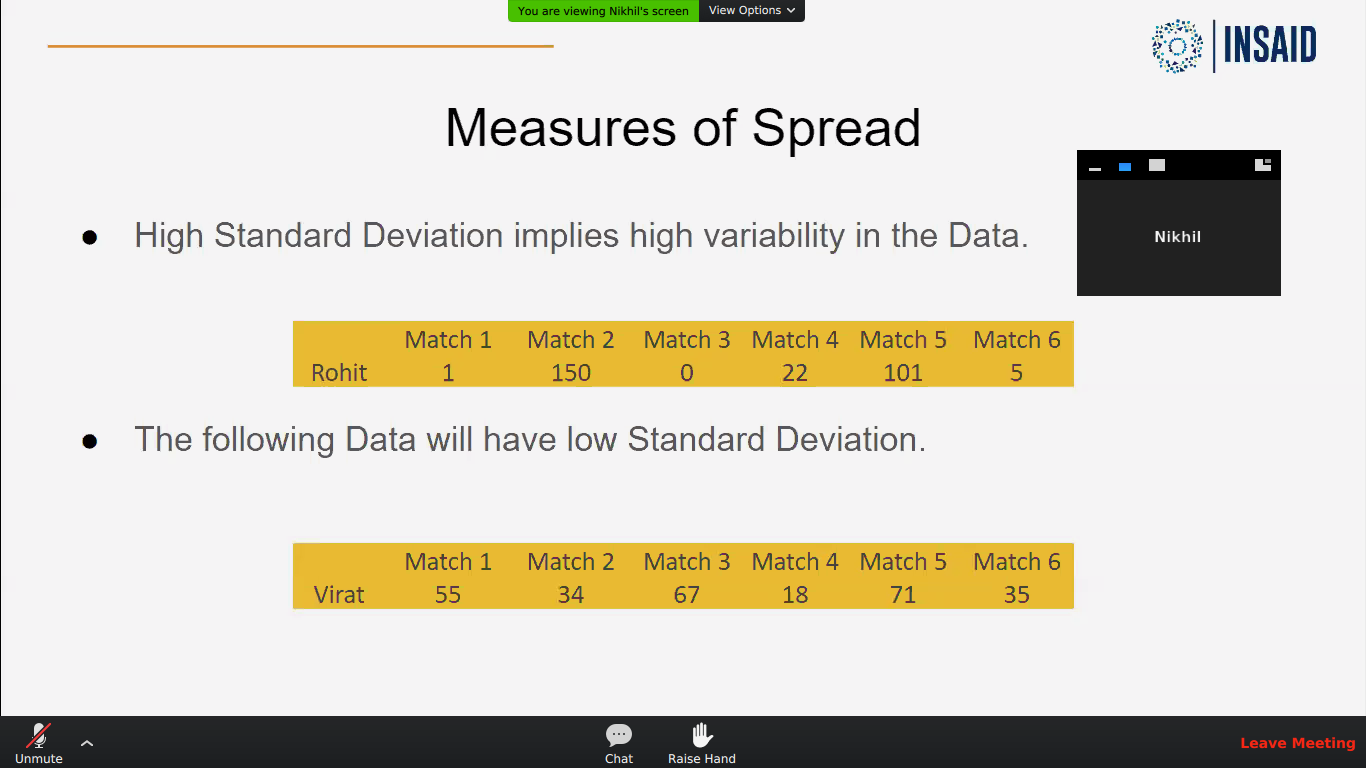 You are viewing Nikhil's screen View Options
INSAID
Measures of Spread
Nikhil
● High Standard Deviation implies high variability in the Data.
Match 1 Match 2 Match 3 Match 4 Match 5 Match 6
Rohit 1 150 0 22 101 5
● The following Data will have low Standard Deviation.
Match 1 Match 2 Match 3 Match 4 Match 5 Match 6
Virat 55 34 67 18 71 35
Unmute Chat Raise Hand Leave Meeting